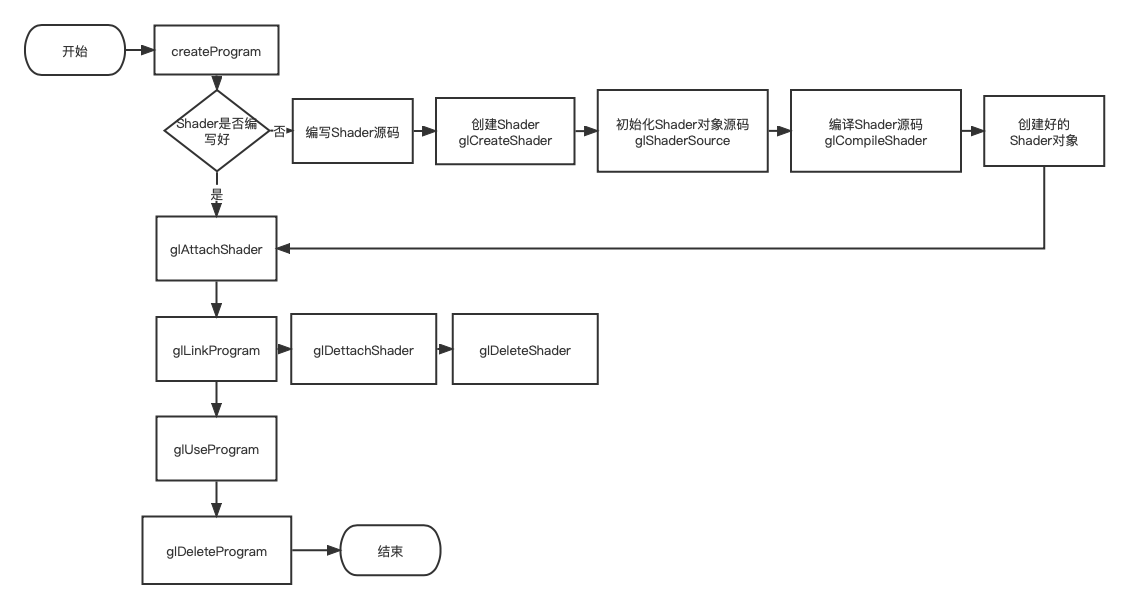 开始
createProgram
Shader是否编
写好
否
编写Shader源码
创建Shader
glCreateShader
初始化Shader对象源码
glShaderSource
编译Shader源码
glCompileShader
创建好的
Shader对象
是
glAttachShader
glLinkProgram
glDettachShader
glDeleteShader
glUseProgram
glDeleteProgram
结束